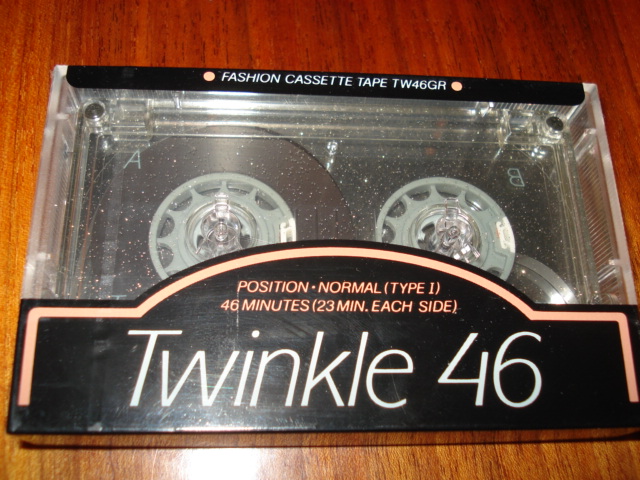 FASHION CASSETTE TAPE TW46GR
A
B
POSITION · NORMAL (TYPE I)
46 MINUTES (23 MIN. EACH SIDE)
Twinkle 46